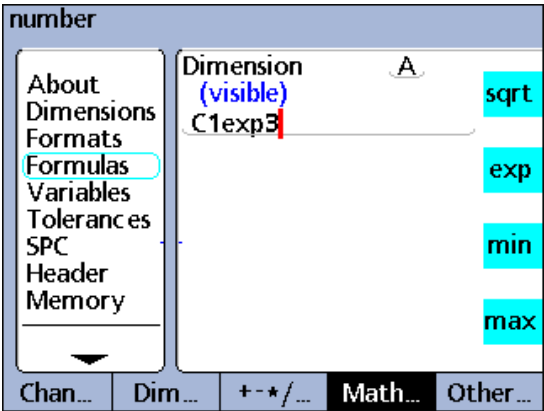 number
About
Dimensions
Formats
Formulas
Variables
Tolerances
SPC
Header
Memory
Dimension A
(visible)
C1exp3
sqrt
exp
min
max
Chan... Dim... +-*/... Math... Other...